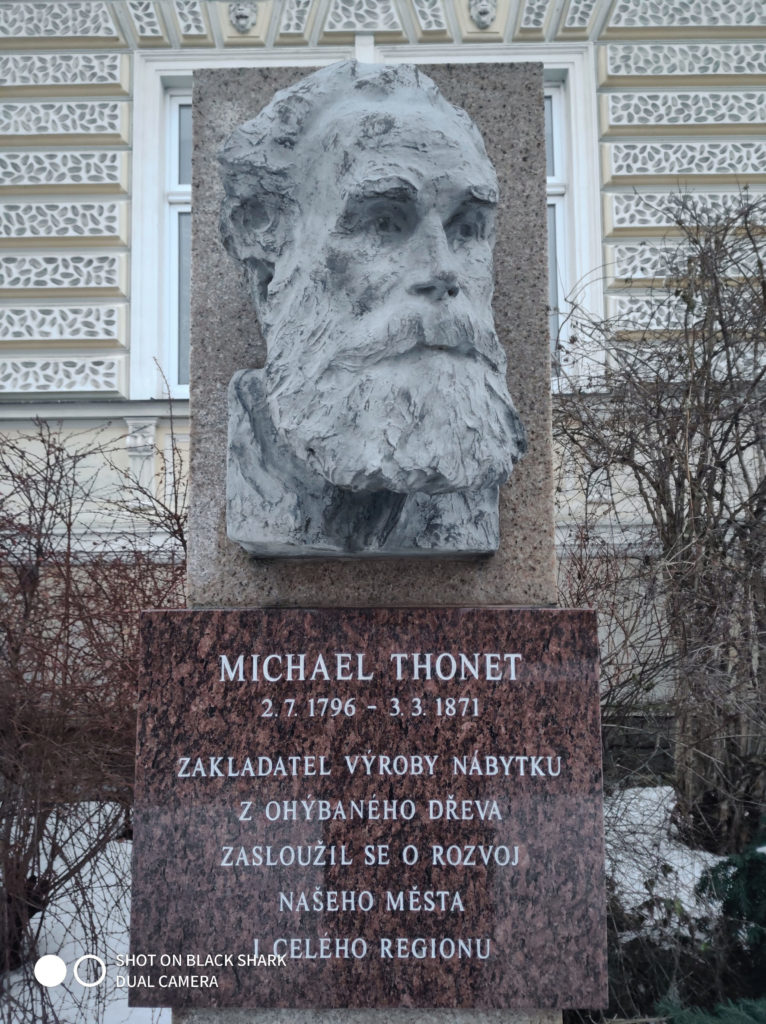 MICHAEL THONET
2. 7. 1796 - 3. 3. 1871
ZAKLADATEL VÝROBY NÁBYTKU
Z OHÝBANÉHO DŘEVA
ZASLOUŽIL SE O ROZVOJ
NAŠEHO MĚSTA
I CELÉHO REGIONU
SHOT ON BLACK SHARK
DUAL CAMERA